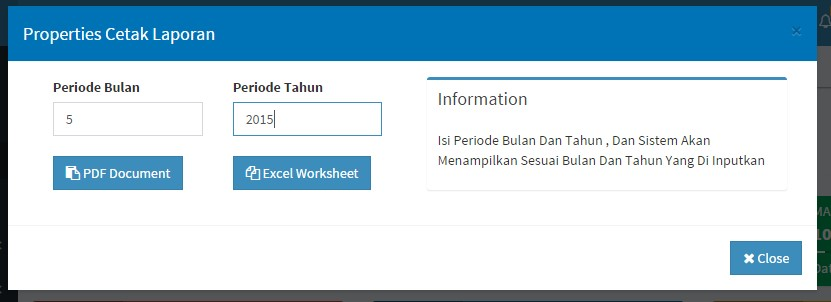 Properties Cetak Laporan
×
Periode Bulan
Periode Tahun
5
2015
PDF Document
Excel Worksheet
Information
Isi Periode Bulan Dan Tahun , Dan Sistem Akan
Menampilkan Sesuai Bulan Dan Tahun Yang Di Inputkan
Close